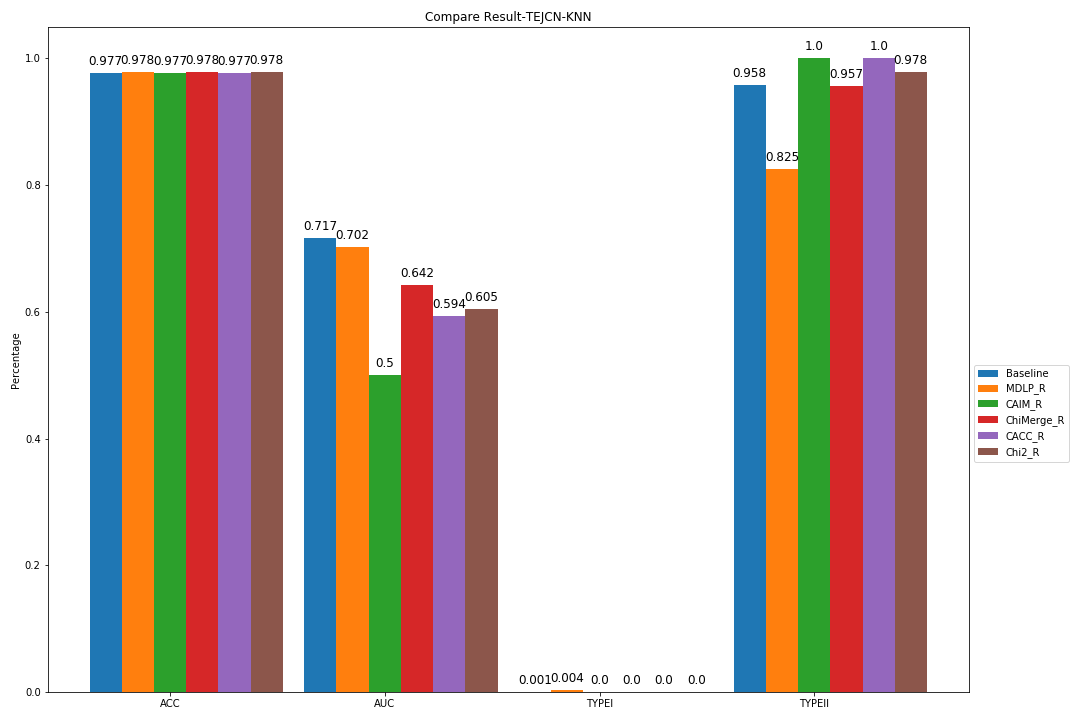 Compare Result-TEJCN-KNN
Percentage
1.0
0.8
0.6
0.4
0.2
0.0
0.977
0.978
0.977
0.978
0.977
0.978
0.717
0.702
0.5
0.642
0.594
0.605
0.001
0.004
0.0
0.0
0.0
0.0
0.958
0.825
1.0
0.957
1.0
0.978
ACC
AUC
TYPEI
TYPEII
Baseline
MDLP_R
CAIM_R
ChiMerge_R
CACC_R
Chi2_R